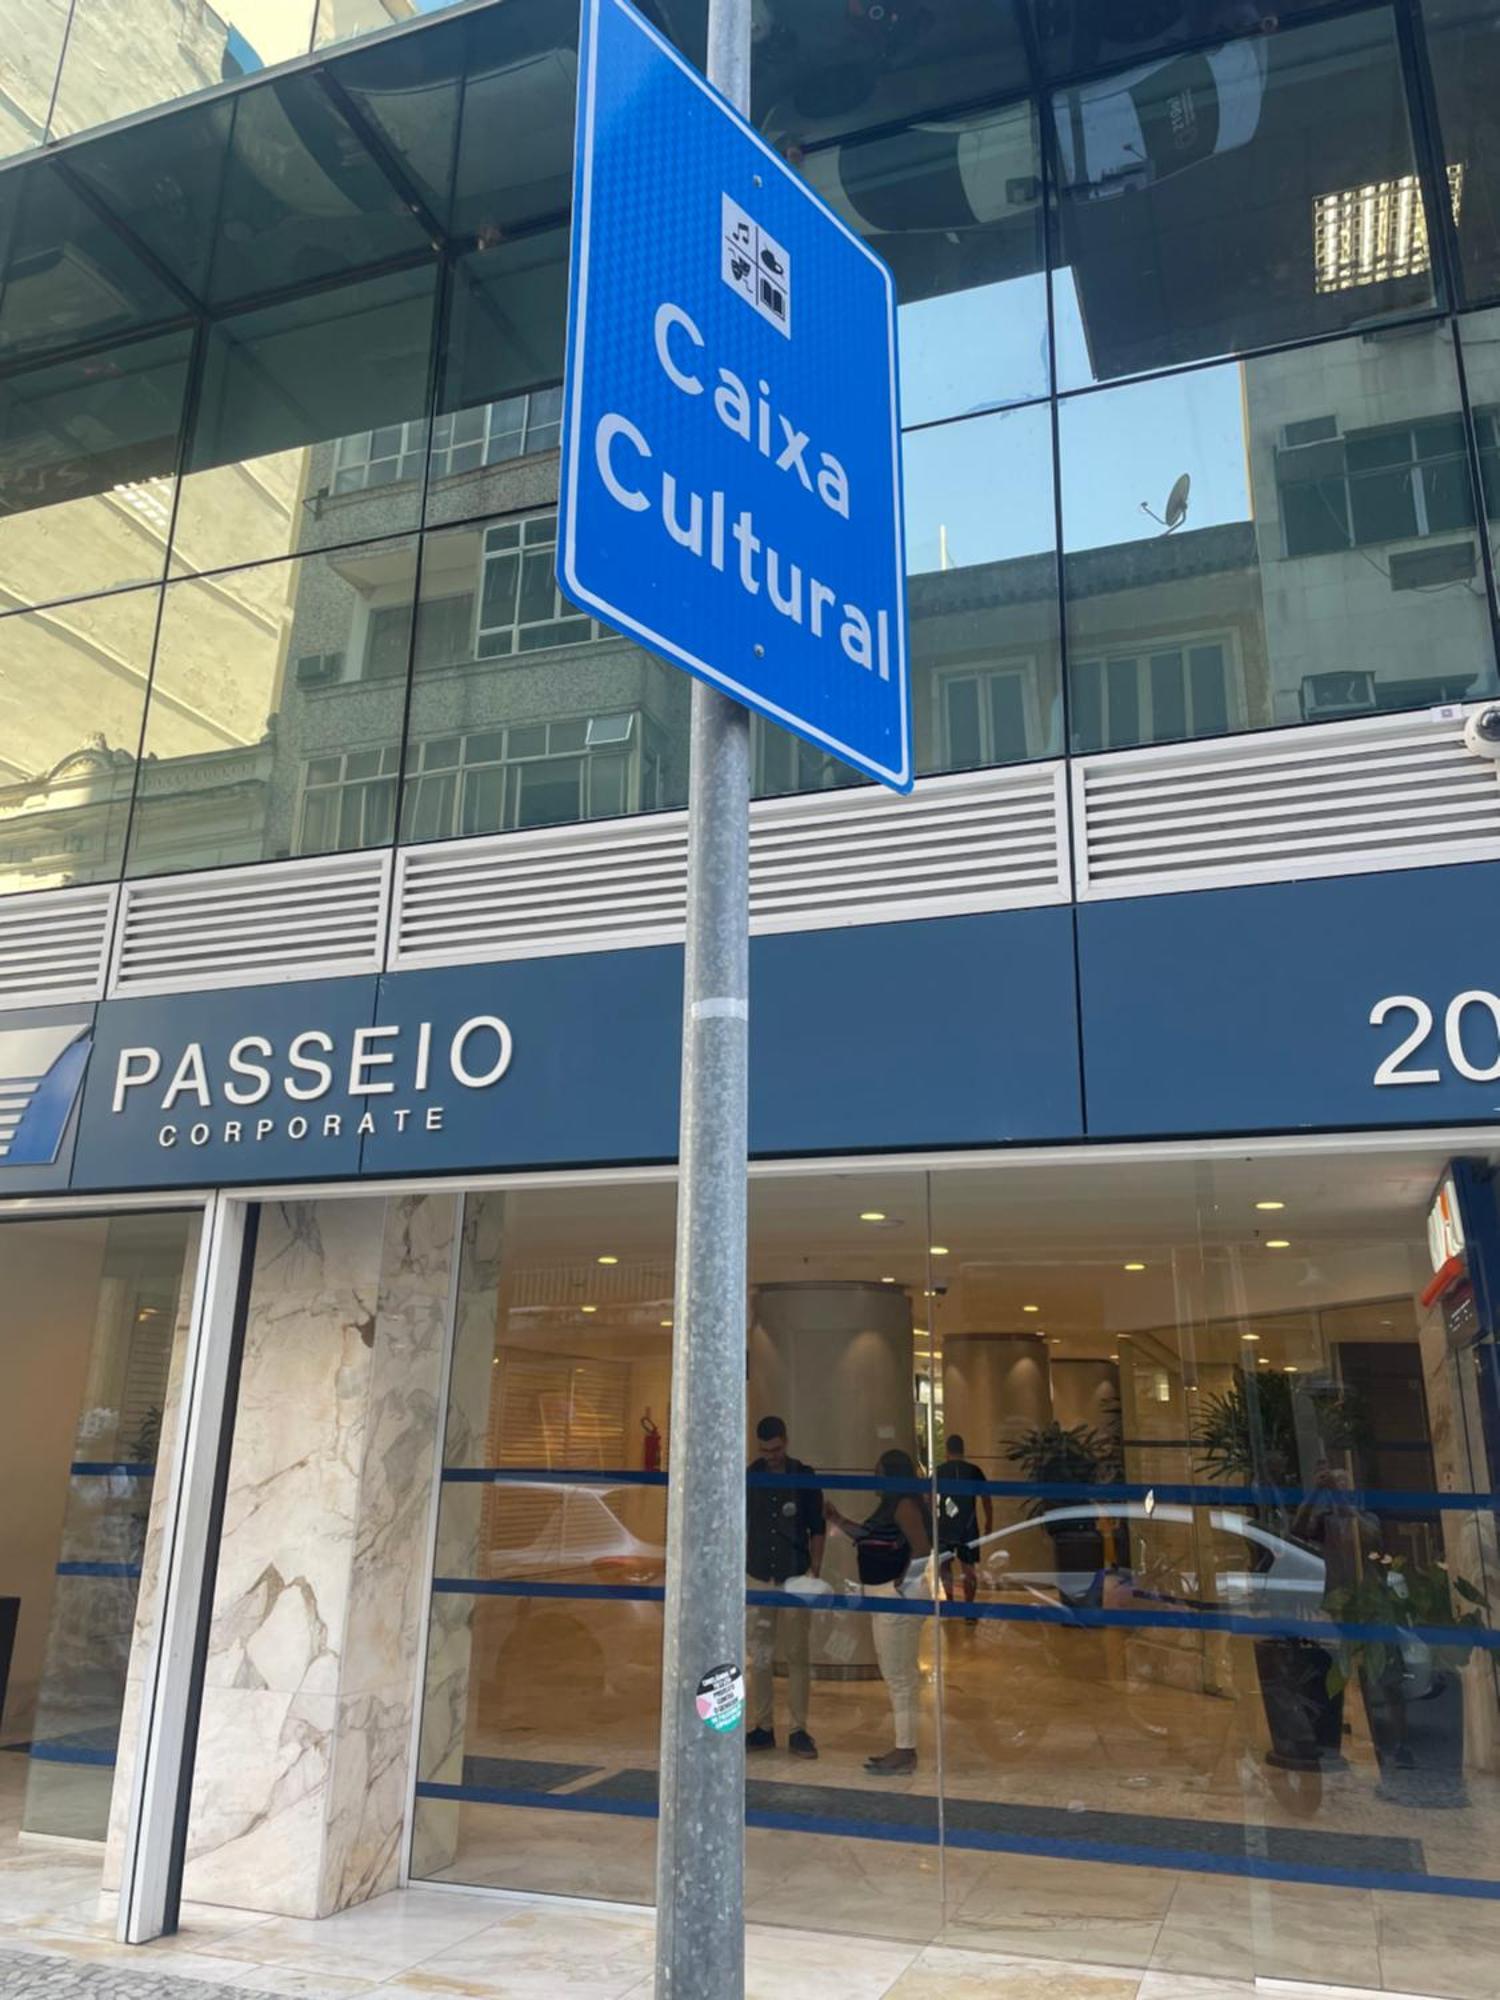 Caixa
Cultural
PASSEIO
CORPORATE
20